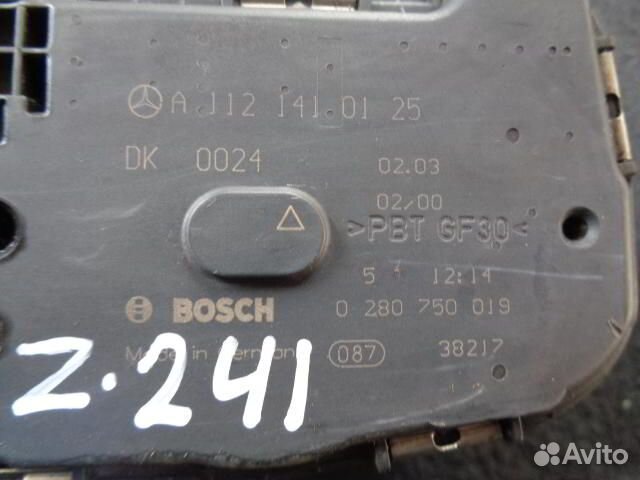 A 112 141 01 25
DK 0024 02.03
02/00
>PBT GF30<
5 12:14
BOSCH 0 280 750 019
Made in Germany 087 38217
Z.241
Avito